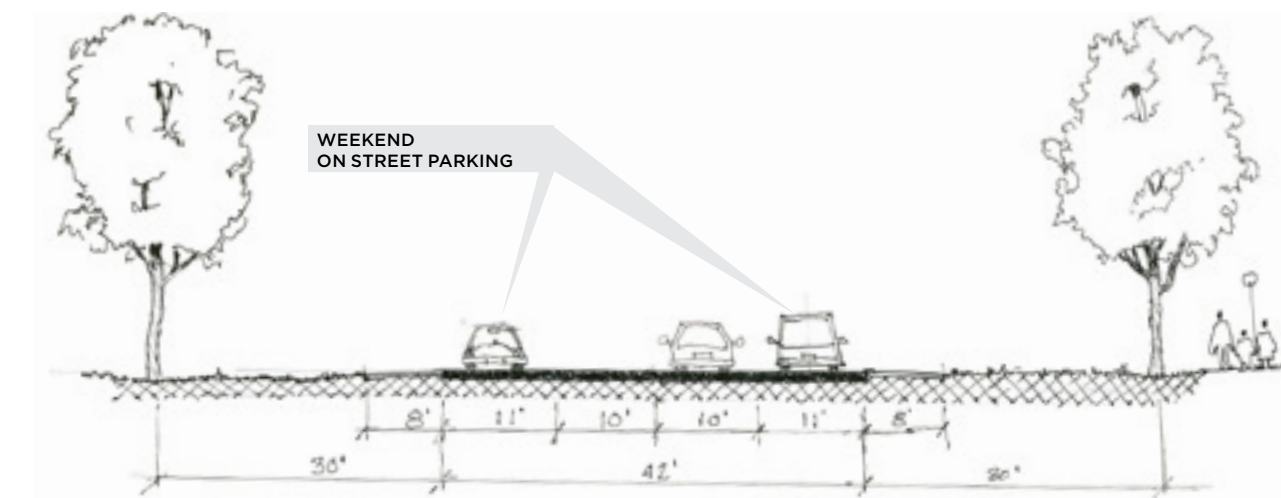 WEEKEND
ON STREET PARKING
8' 11' 10' 10' 11' 8'
30' 42' 30'